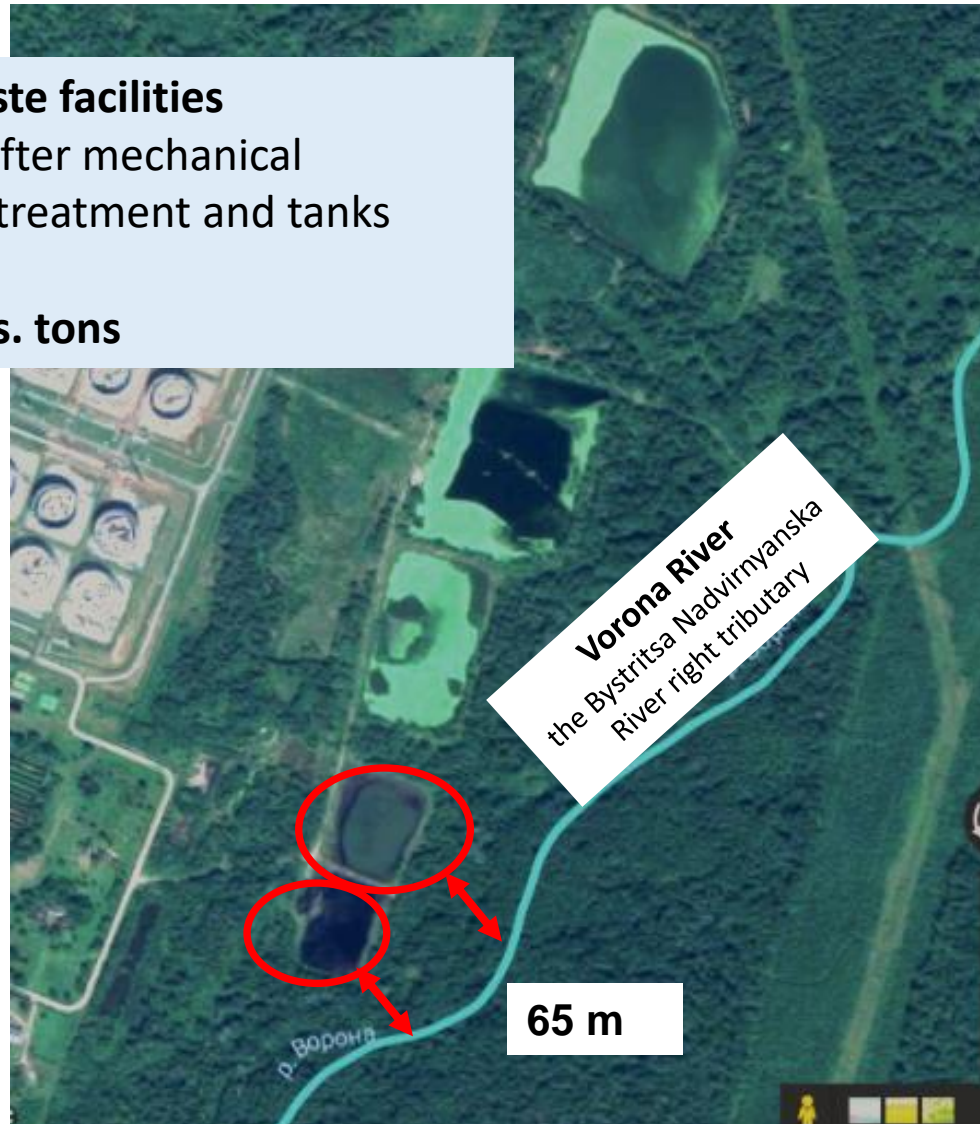 ste facilities
fter mechanical
treatment and tanks
s. tons
Vorona River
the Bystritsa Nadvirnyanska
River right tributary
65 m
р. Ворона